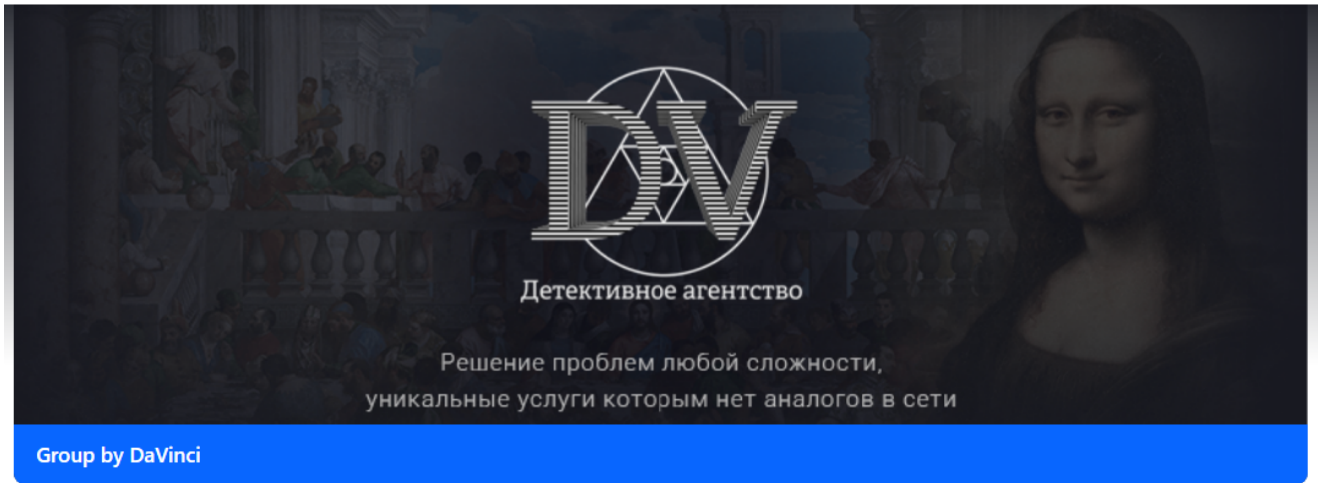 DV
Детективное агентство
Решение проблем любой сложности,
уникальные услуги которым нет аналогов в сети
Group by DaVinci